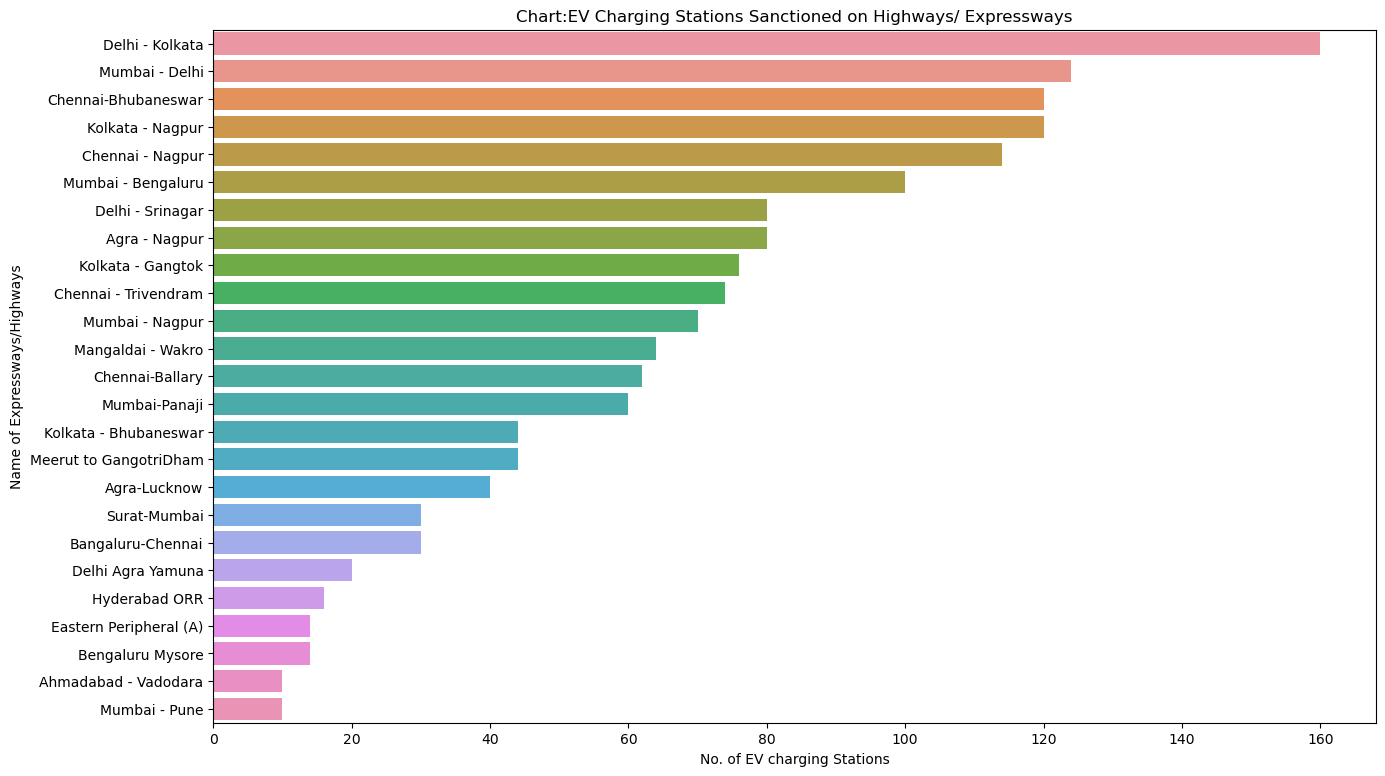 Chart:EV Charging Stations Sanctioned on Highways/ Expressways
Name of Expressways/Highways
Delhi - Kolkata
Mumbai - Delhi
Chennai-Bhubaneswar
Kolkata - Nagpur
Chennai - Nagpur
Mumbai - Bengaluru
Delhi - Srinagar
Agra - Nagpur
Kolkata - Gangtok
Chennai - Trivendram
Mumbai - Nagpur
Mangaldai - Wakro
Chennai-Ballary
Mumbai-Panaji
Kolkata - Bhubaneswar
Meerut to GangotriDham
Agra-Lucknow
Surat-Mumbai
Bangaluru-Chennai
Delhi Agra Yamuna
Hyderabad ORR
Eastern Peripheral (A)
Bengaluru Mysore
Ahmadabad - Vadodara
Mumbai - Pune
0 20 40 60 80 100 120 140 160
No. of EV charging Stations